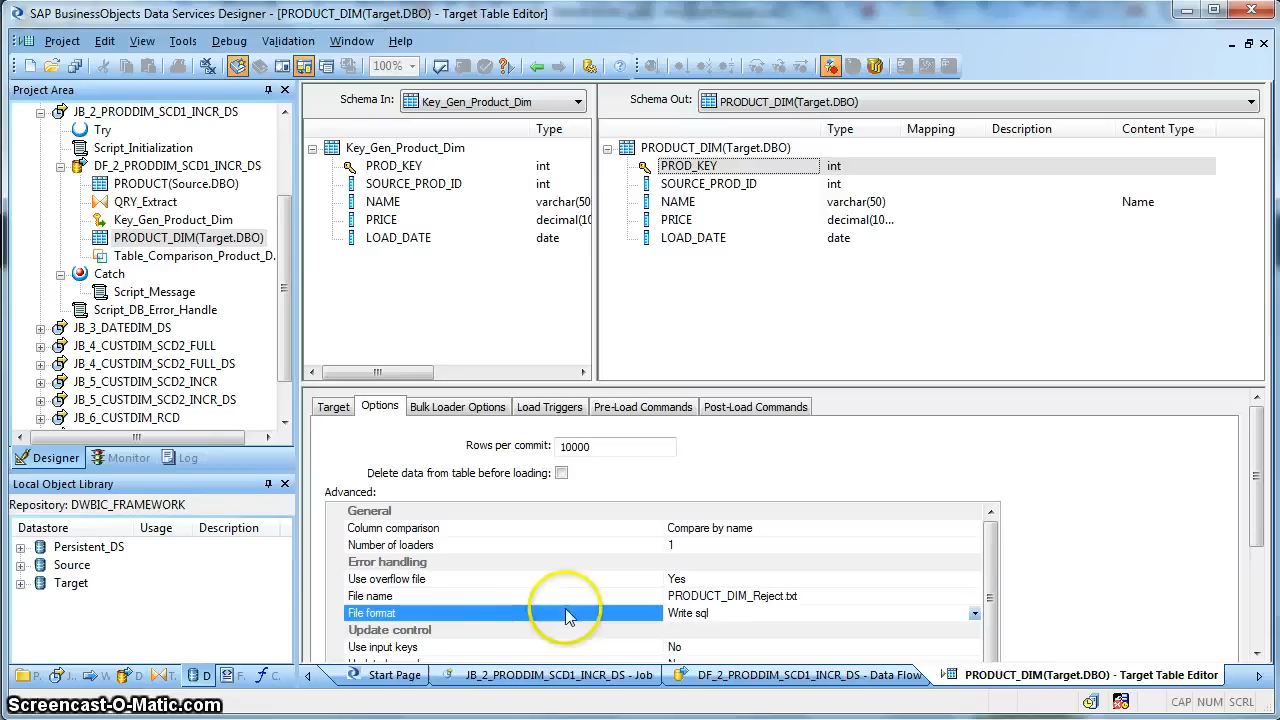 SAP BusinessObjects Data Services Designer - [PRODUCT_DIM(Target.DBO) - Target Table Editor]
Project Edit View Tools Debug Validation Window Help
100%
Project Area
JB_2_PRODDIM_SCD1_INCR_DS
Try
Script_Initialization
DF_2_PRODDIM_SCD1_INCR_DS
PRODUCT(Source.DBO)
QRY_Extract
Key_Gen_Product_Dim
PRODUCT_DIM(Target.DBO)
Table_Comparison_Product_D.
Catch
Script_Message
Script_DB_Error_Handle
JB_3_DATEDIM_DS
JB_4_CUSTDIM_SCD2_FULL
JB_4_CUSTDIM_SCD2_FULL_DS
JB_5_CUSTDIM_SCD2_INCR
JB_5_CUSTDIM_SCD2_INCR_DS
JB_6_CUSTDIM_RCD
Designer Monitor Log
Local Object Library
Repository: DWBIC_FRAMEWORK
Datastore Usage Description
Persistent_DS
Source
Target
P. J.. W. D T. D F. C.
Schema In: Key_Gen_Product_Dim
Type
Key_Gen_Product_Dim
PROD_KEY int
SOURCE_PROD_ID int
NAME varchar(50
PRICE decimal(10
LOAD_DATE date
Schema Out: PRODUCT_DIM(Target.DBO)
Type Mapping Description Content Type
PRODUCT_DIM(Target.DBO)
PROD_KEY int
SOURCE_PROD_ID int
NAME varchar(50) Name
PRICE decimal(10...
LOAD_DATE date
Target Options Bulk Loader Options Load Triggers Pre-Load Commands Post-Load Commands
Rows per commit: 10000
Delete data from table before loading:
Advanced:
General
Column comparison Compare by name
Number of loaders 1
Error handling
Use overflow file Yes
File name PRODUCT_DIM_Reject.txt
File format Write sql
Update control
Use input keys No
Start Page JB_2_PRODDIM_SCD1_INCR_DS - Job DF_2_PRODDIM_SCD1_INCR_DS - Data Flow PRODUCT_DIM(Target.DBO) - Target Table Editor
Screencast-O-Matic.com
CAP NUM SCRL